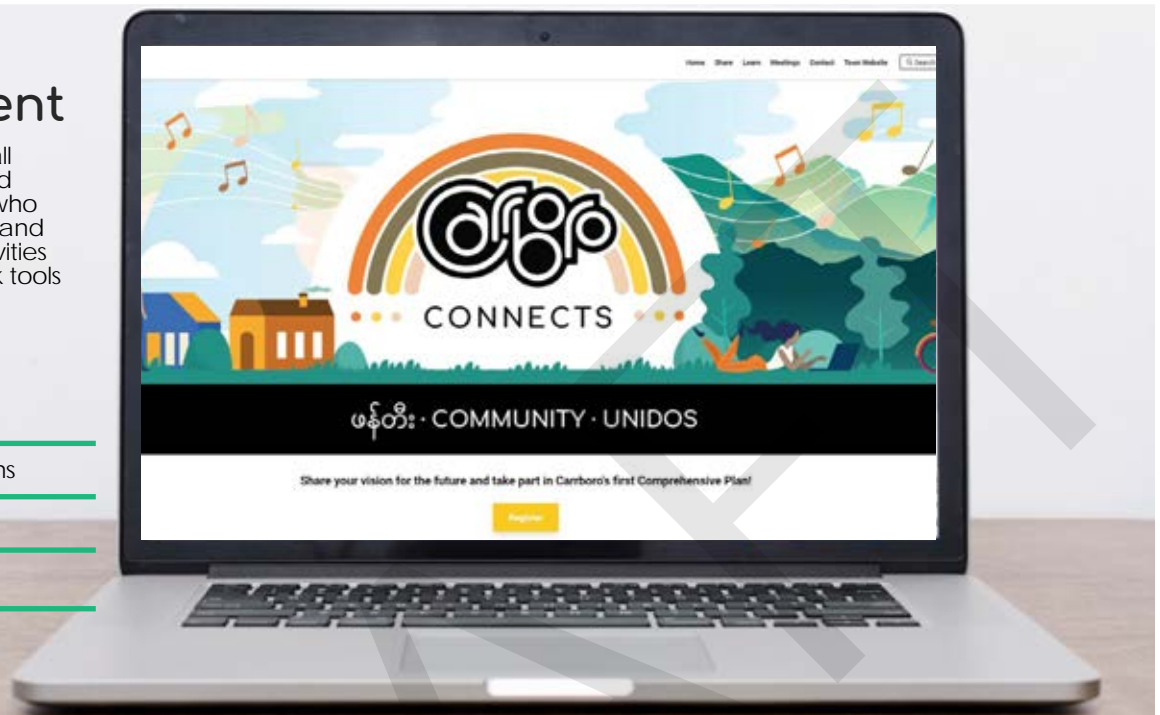 ent
all
d
who
and
vities
k tools
ns
Home Share Learn Meetings Contact Town Website Search
Carrboro
CONNECTS
ဖန်တီး · COMMUNITY · UNIDOS
Share your vision for the future and take part in Carrboro's first Comprehensive Plan!
Register